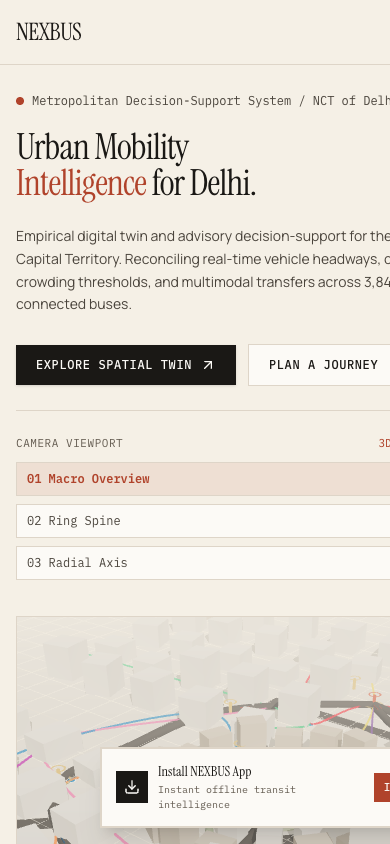 NEXBUS
Metropolitan Decision-Support System / NCT of
Urban Mobility
Intelligence for Delhi.
Empirical digital twin and advisory decision-support for the
Capital Territory. Reconciling real-time vehicle headways,
crowding thresholds, and multimodal transfers across
connected buses.
EXPLORE SPATIAL TWIN
PLAN A JOURNEY
CAMERA VIEWPORT
3D
01 Macro Overview
02 Ring Spine
03 Radial Axis
Install NEXBUS App
Instant offline transit
intelligence